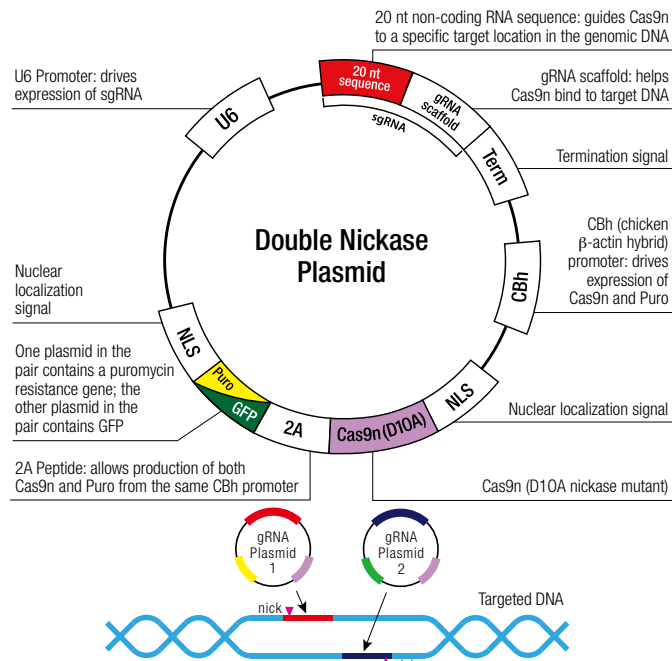 20 nt non-coding RNA sequence: guides Cas9n
to a specific target location in the genomic DNA
U6 Promoter: drives
expression of sgRNA
gRNA scaffold: helps
Cas9n bind to target DNA
20 nt
sequence
gRNA
scaffold
sgRNA
U6
Term
Termination signal
Double Nickase
Plasmid
CBh (chicken
β-actin hybrid)
promoter: drives
expression of
Cas9n and Puro
CBh
Nuclear
localization
signal
NLS
One plasmid in the
pair contains a puromycin
resistance gene; the
other plasmid in the
pair contains GFP
Puro
GFP
2A
Cas9n (D10A)
NLS
Nuclear localization signal
2A Peptide: allows production of both
Cas9n and Puro from the same CBh promoter
Cas9n (D10A nickase mutant)
gRNA
Plasmid
1
gRNA
Plasmid
2
nick
Targeted DNA